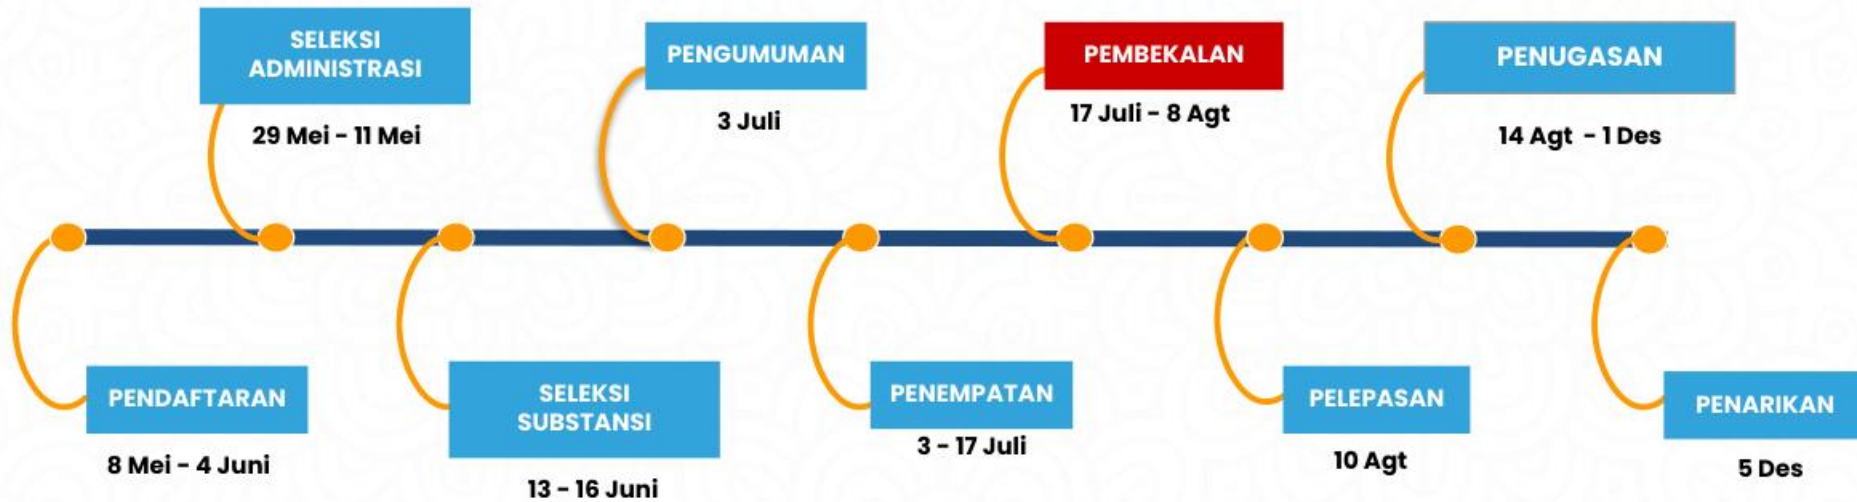 PENDAFTARAN
8 Mei - 4 Juni
SELEKSI
ADMINISTRASI
29 Mei - 11 Mei
SELEKSI
SUBSTANSI
13 - 16 Juni
PENGUMUMAN
3 Juli
PENEMPATAN
3 - 17 Juli
PEMBEKALAN
17 Juli - 8 Agt
PELEPASAN
10 Agt
PENUGASAN
14 Agt - 1 Des
PENARIKAN
5 Des